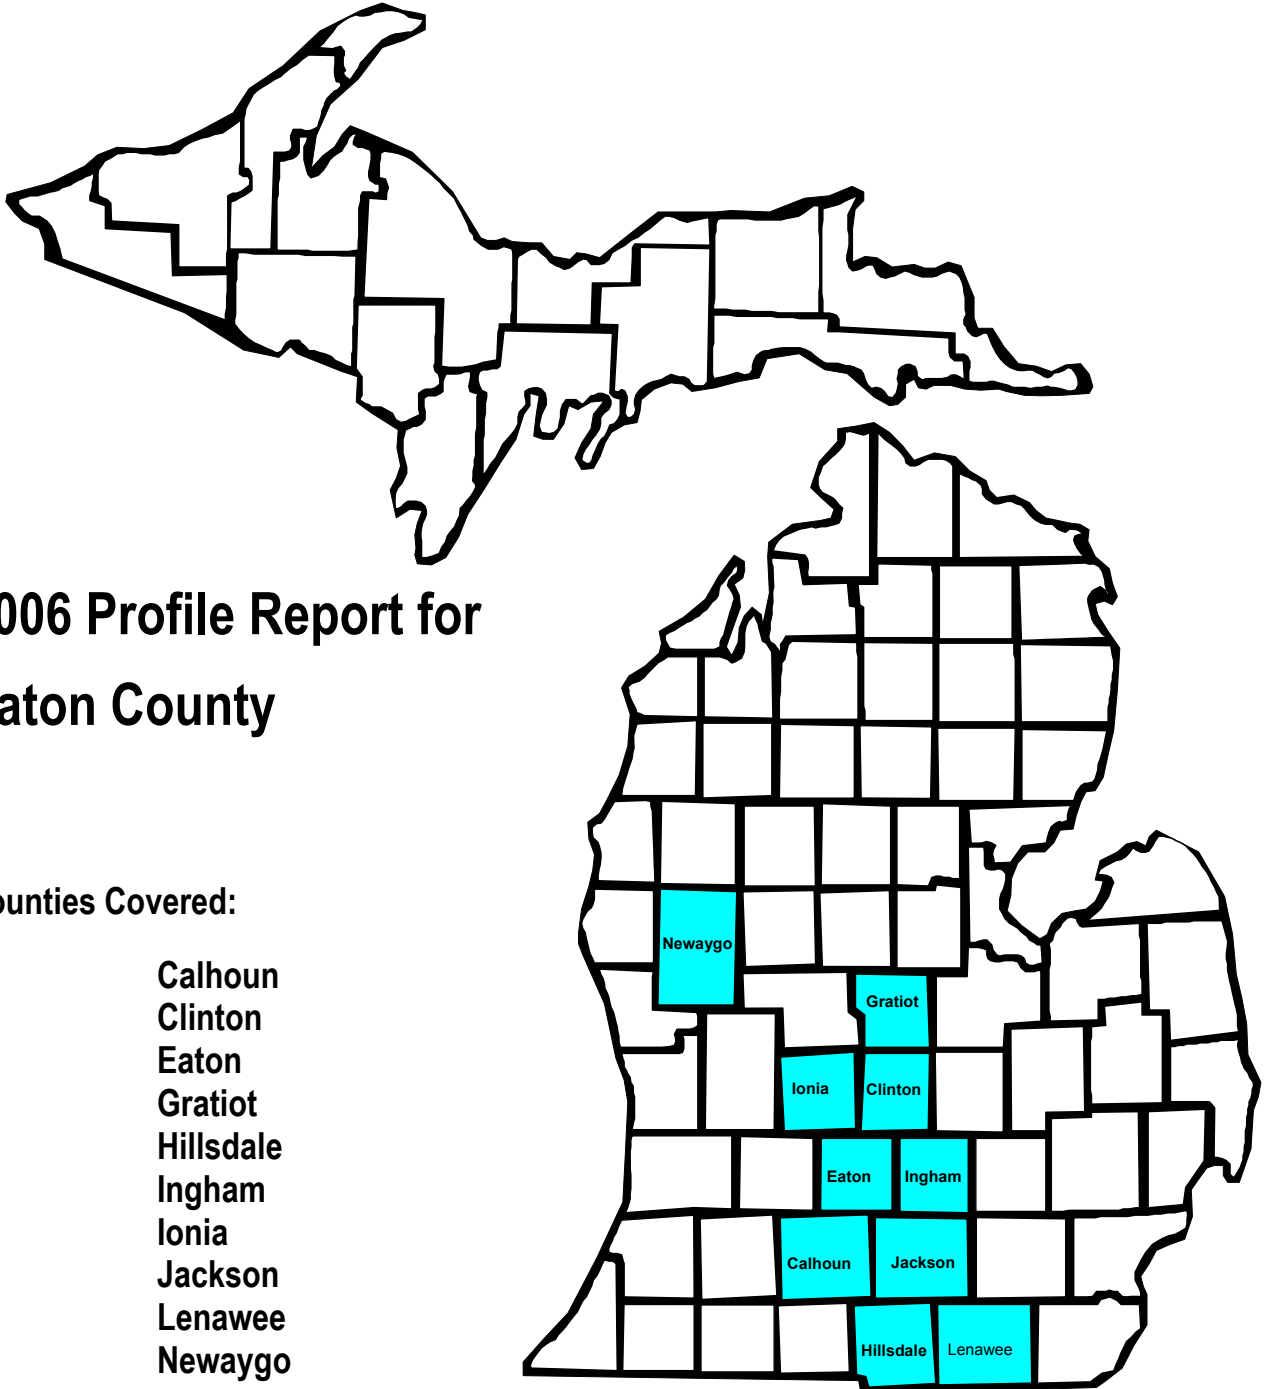 006 Profile Report for
aton County
ounties Covered:
Calhoun
Clinton
Eaton
Gratiot
Hillsdale
Ingham
Ionia
Jackson
Lenawee
Newaygo
Newaygo
Gratiot
Ionia
Clinton
Eaton
Ingham
Calhoun
Jackson
Hillsdale
Lenawee